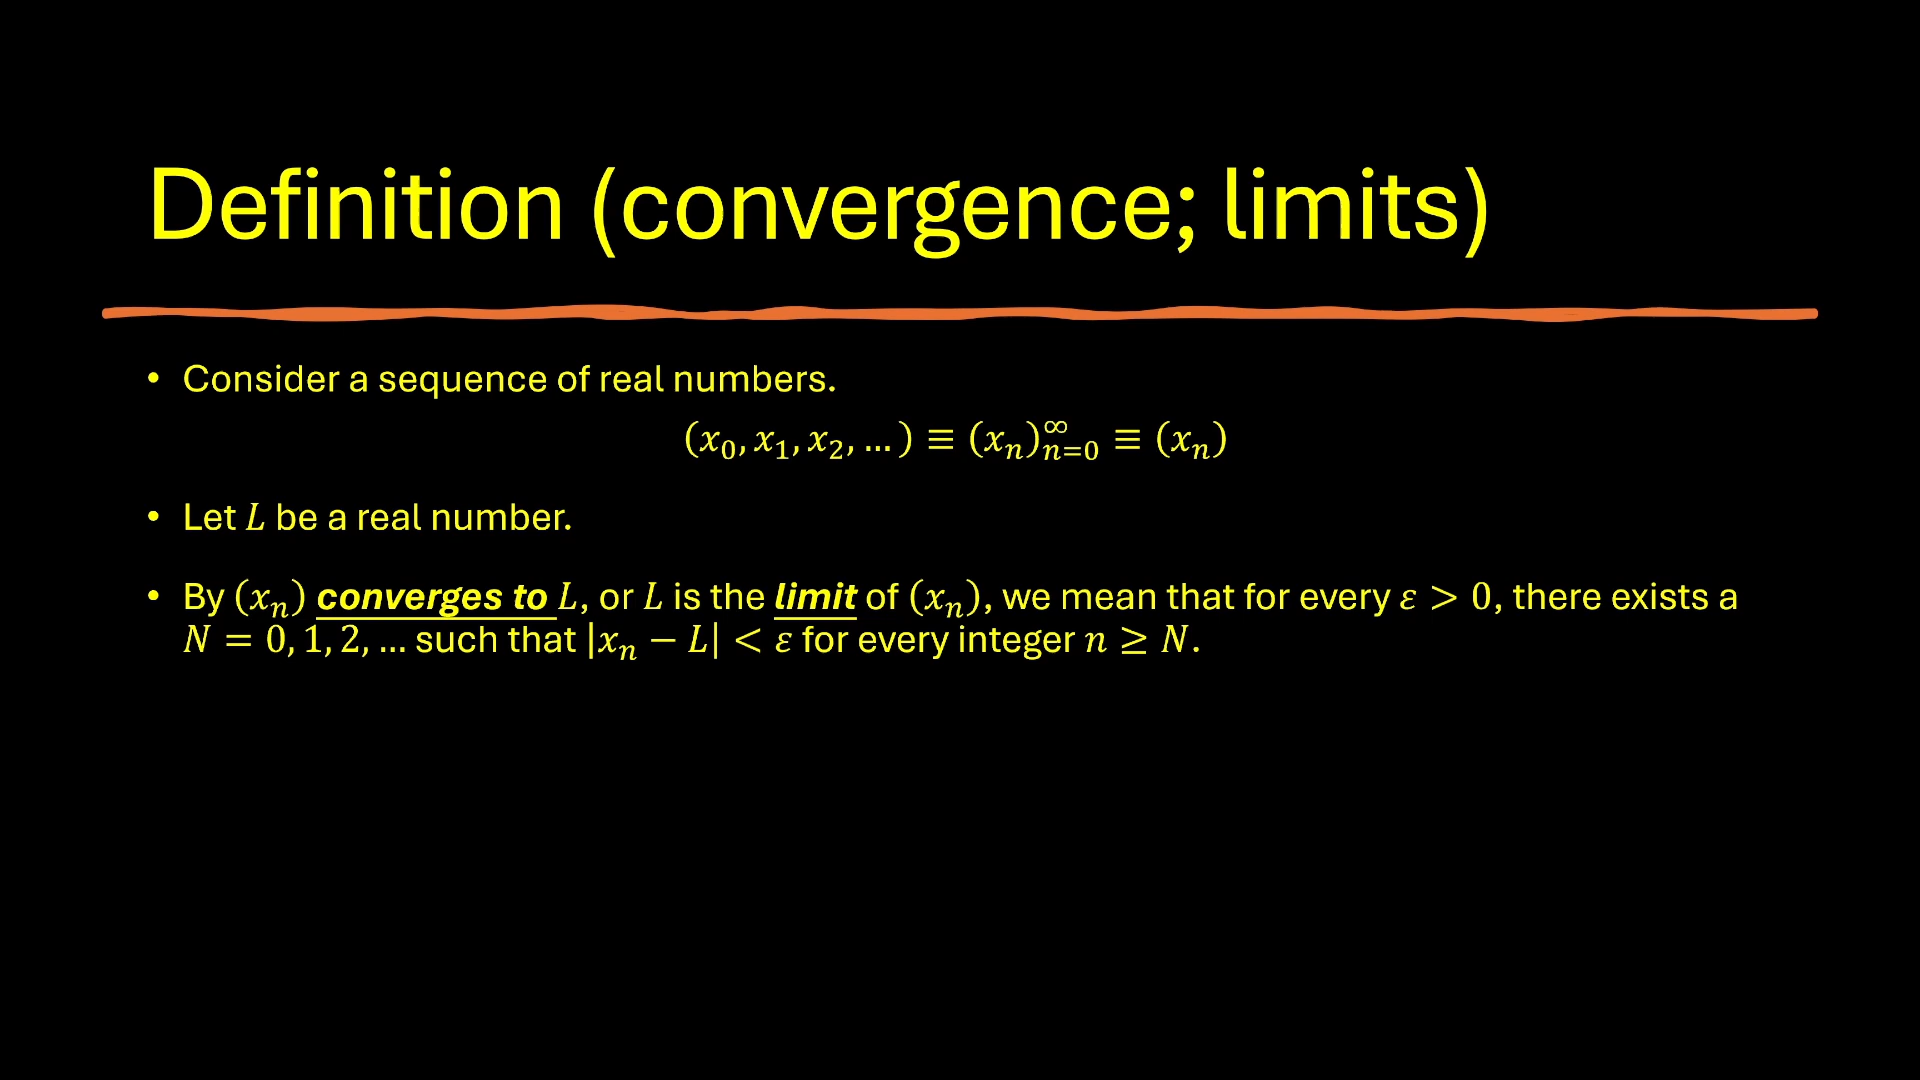 Definition (convergence; limits)
• Consider a sequence of real numbers.
(x₀, x₁, x₂, …) ≡ (xₙ)ₙ₌₀^∞ ≡ (xₙ)
• Let L be a real number.
• By (xₙ) converges to L, or L is the limit of (xₙ), we mean that for every ε > 0, there exists a
N = 0, 1, 2, … such that |xₙ − L| < ε for every integer n ≥ N.